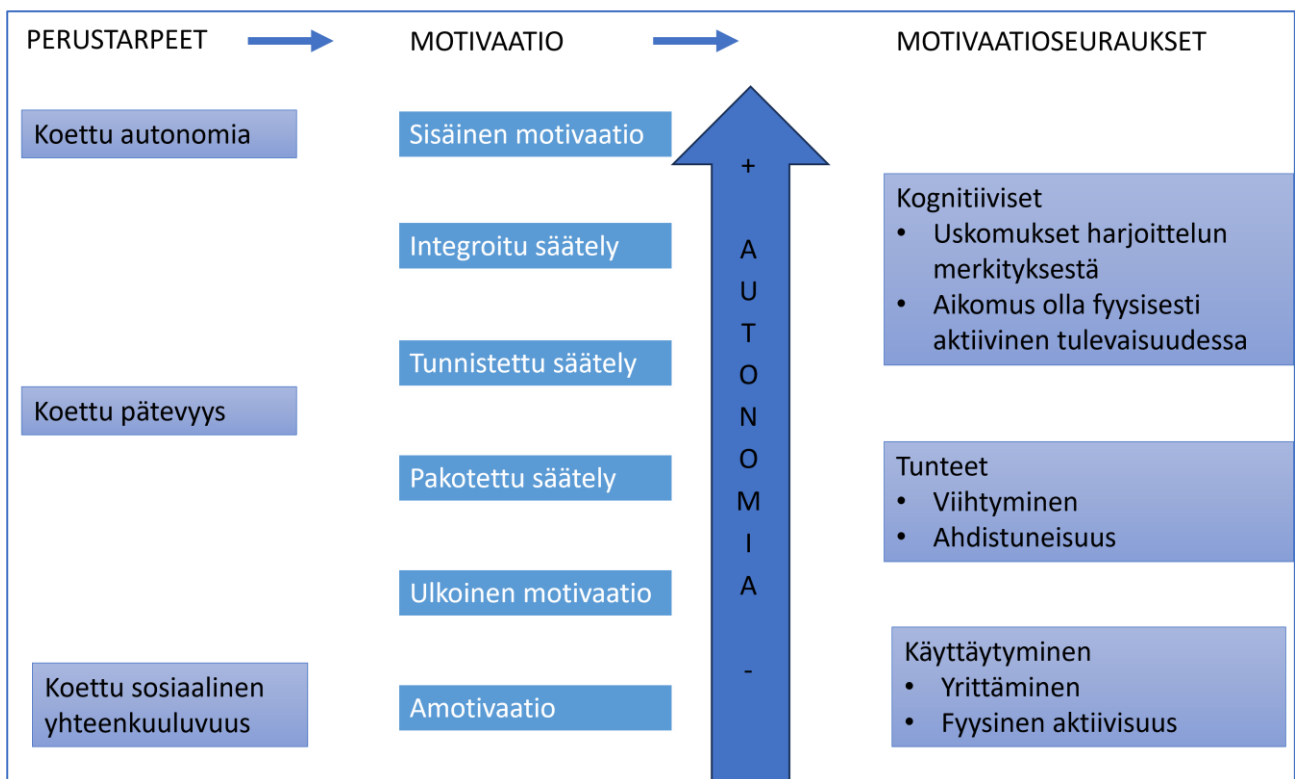 PERUSTARPEET
MOTIVAATIO
MOTIVAATIOSEURAUKSET
Koettu autonomia
Koettu pätevyys
Koettu sosiaalinen
yhteenkuuluvuus
Sisäinen motivaatio
Integroitu säätely
Tunnistettu säätely
Pakotettu säätely
Ulkoinen motivaatio
Amotivaatio
+
A
U
T
O
N
O
M
I
A
-
Kognitiiviset
• Uskomukset harjoittelun
merkityksestä
• Aikomus olla fyysisesti
aktiivinen tulevaisuudessa
Tunteet
• Viihtyminen
• Ahdistuneisuus
Käyttäytyminen
• Yrittäminen
• Fyysinen aktiivisuus